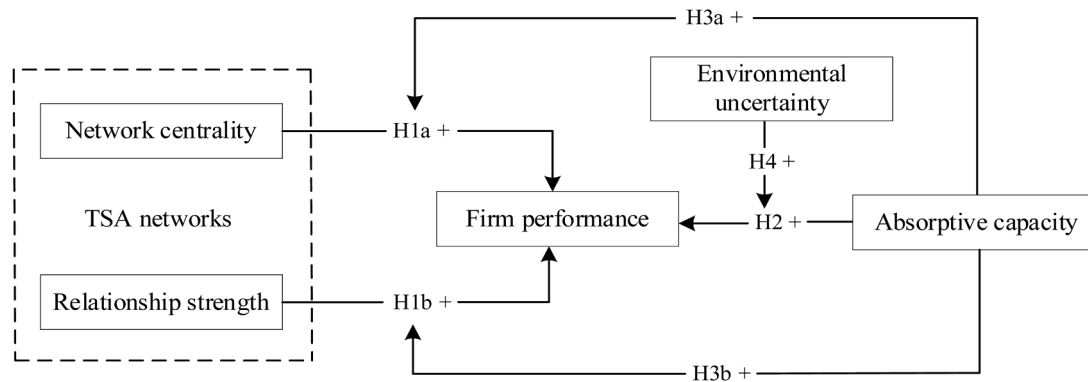 H3a +
Environmental
uncertainty
Network centrality
H1a +
H4 +
TSA networks
Firm performance
H2 +
Absorptive capacity
Relationship strength
H1b +
H3b +